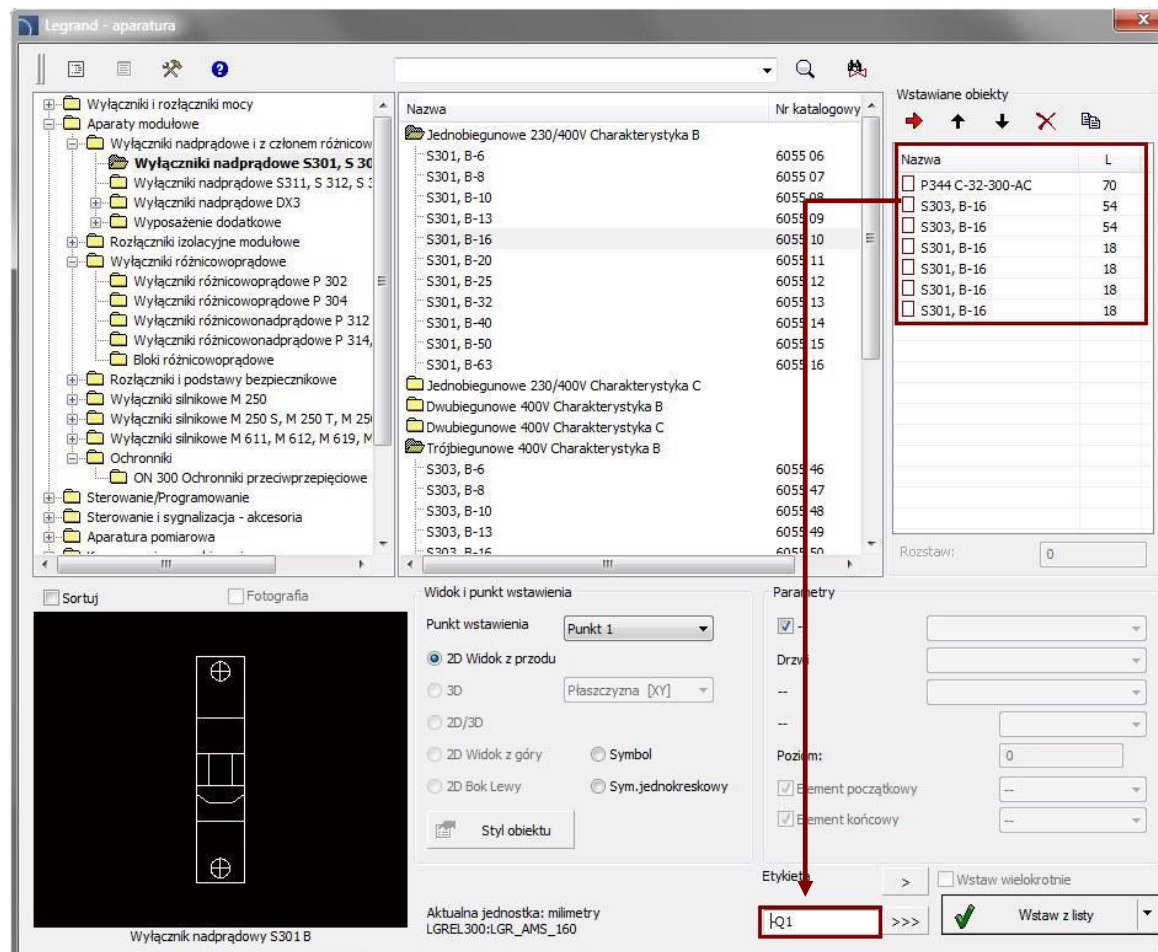 Legrand - aparatura
Wyłączniki i rozłączniki mocy
Aparaty modułowe
Wyłączniki nadprądowe i z członem różnicow
Wyłączniki nadprądowe S301, S 30
Wyłączniki nadprądowe S311, S 312, S 3
Wyłączniki nadprądowe DX3
Wyposażenie dodatkowe
Rozłączniki izolacyjne modułowe
Wyłączniki różnicowoprądowe
Wyłączniki różnicowoprądowe P 302
Wyłączniki różnicowoprądowe P 304
Wyłączniki różnicowonadprądowe P 312
Wyłączniki różnicowonadprądowe P 314,
Bloki różnicowoprądowe
Rozłączniki i podstawy bezpiecznikowe
Wyłączniki silnikowe M 250
Wyłączniki silnikowe M 250 S, M 250 T, M 250
Wyłączniki silnikowe M 611, M 612, M 619, M
Ochronniki
ON 300 Ochronniki przeciwprzepięciowe
Sterowanie/Programowanie
Sterowanie i sygnalizacja - akcesoria
Aparatura pomiarowa
Nazwa Nr katalogowy
Jednobiegunowe 230/400V Charakterystyka B
S301, B-6 6055 06
S301, B-8 6055 07
S301, B-10 6055 08
S301, B-13 6055 09
S301, B-16 6055 10
S301, B-20 6055 11
S301, B-25 6055 12
S301, B-32 6055 13
S301, B-40 6055 14
S301, B-50 6055 15
S301, B-63 6055 16
Jednobiegunowe 230/400V Charakterystyka C
Dwubiegunowe 400V Charakterystyka B
Dwubiegunowe 400V Charakterystyka C
Trójbiegunowe 400V Charakterystyka B
S303, B-6 6055 46
S303, B-8 6055 47
S303, B-10 6055 48
S303, B-13 6055 49
S303, B-16 6055 50
Wstawiane obiekty
Nazwa L
P344 C-32-300-AC 70
S303, B-16 54
S303, B-16 54
S301, B-16 18
S301, B-16 18
S301, B-16 18
S301, B-16 18
Rozstaw: 0
Sortuj Fotografia
Wyłącznik nadprądowy S301 B
Widok i punkt wstawienia
Punkt wstawienia Punkt 1
2D Widok z przodu
3D Płaszczyzna [XY]
2D/3D
2D Widok z góry Symbol
2D Bok Lewy Sym.jednokreskowy
Styl obiektu
Aktualna jednostka: milimetry
LGREL300:LGR_AMS_160
Parametry
--
Drzwi
--
--
Poziom: 0
Element początkowy --
Element końcowy --
Etykieta > Wstaw wielokrotnie
-Q1 >>> Wstaw z listy